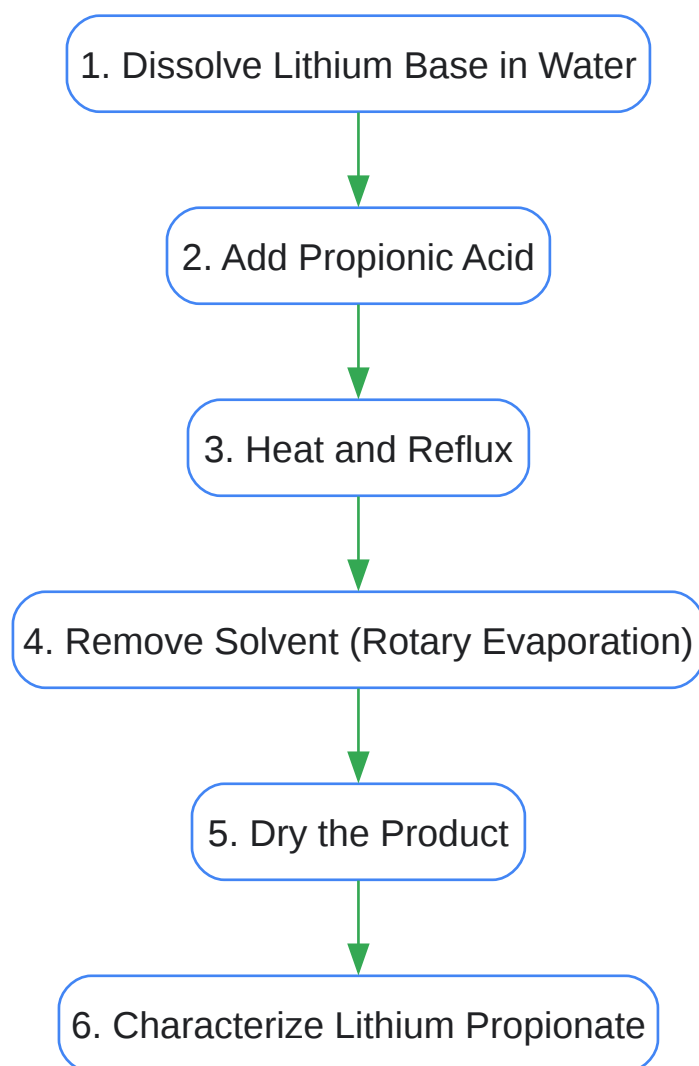 1. Dissolve Lithium Base in Water
2. Add Propionic Acid
3. Heat and Reflux
4. Remove Solvent (Rotary Evaporation)
5. Dry the Product
6. Characterize Lithium Propionate